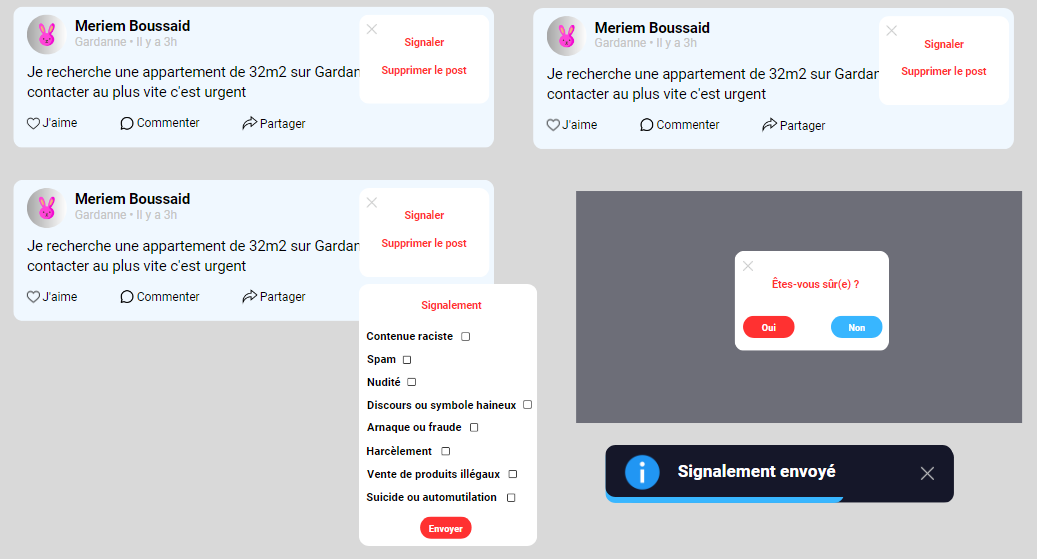 Meriem Boussaid
Gardanne • Il y a 3h
Je recherche une appartement de 32m2 sur Gardan
contacter au plus vite c'est urgent
J'aime
Commenter
Partager
Signaler
Supprimer le post
Meriem Boussaid
Gardanne • Il y a 3h
Je recherche une appartement de 32m2 sur Gardan
contacter au plus vite c'est urgent
J'aime
Commenter
Partager
Signaler
Supprimer le post
Meriem Boussaid
Gardanne • Il y a 3h
Je recherche une appartement de 32m2 sur Gardan
contacter au plus vite c'est urgent
J'aime
Commenter
Partager
Signaler
Supprimer le post
Signalement
Contenue raciste
Spam
Nudité
Discours ou symbole haineux
Arnaque ou fraude
Harcèlement
Vente de produits illégaux
Suicide ou automutilation
Envoyer
Êtes-vous sûr(e) ?
Oui
Non
Signalement envoyé